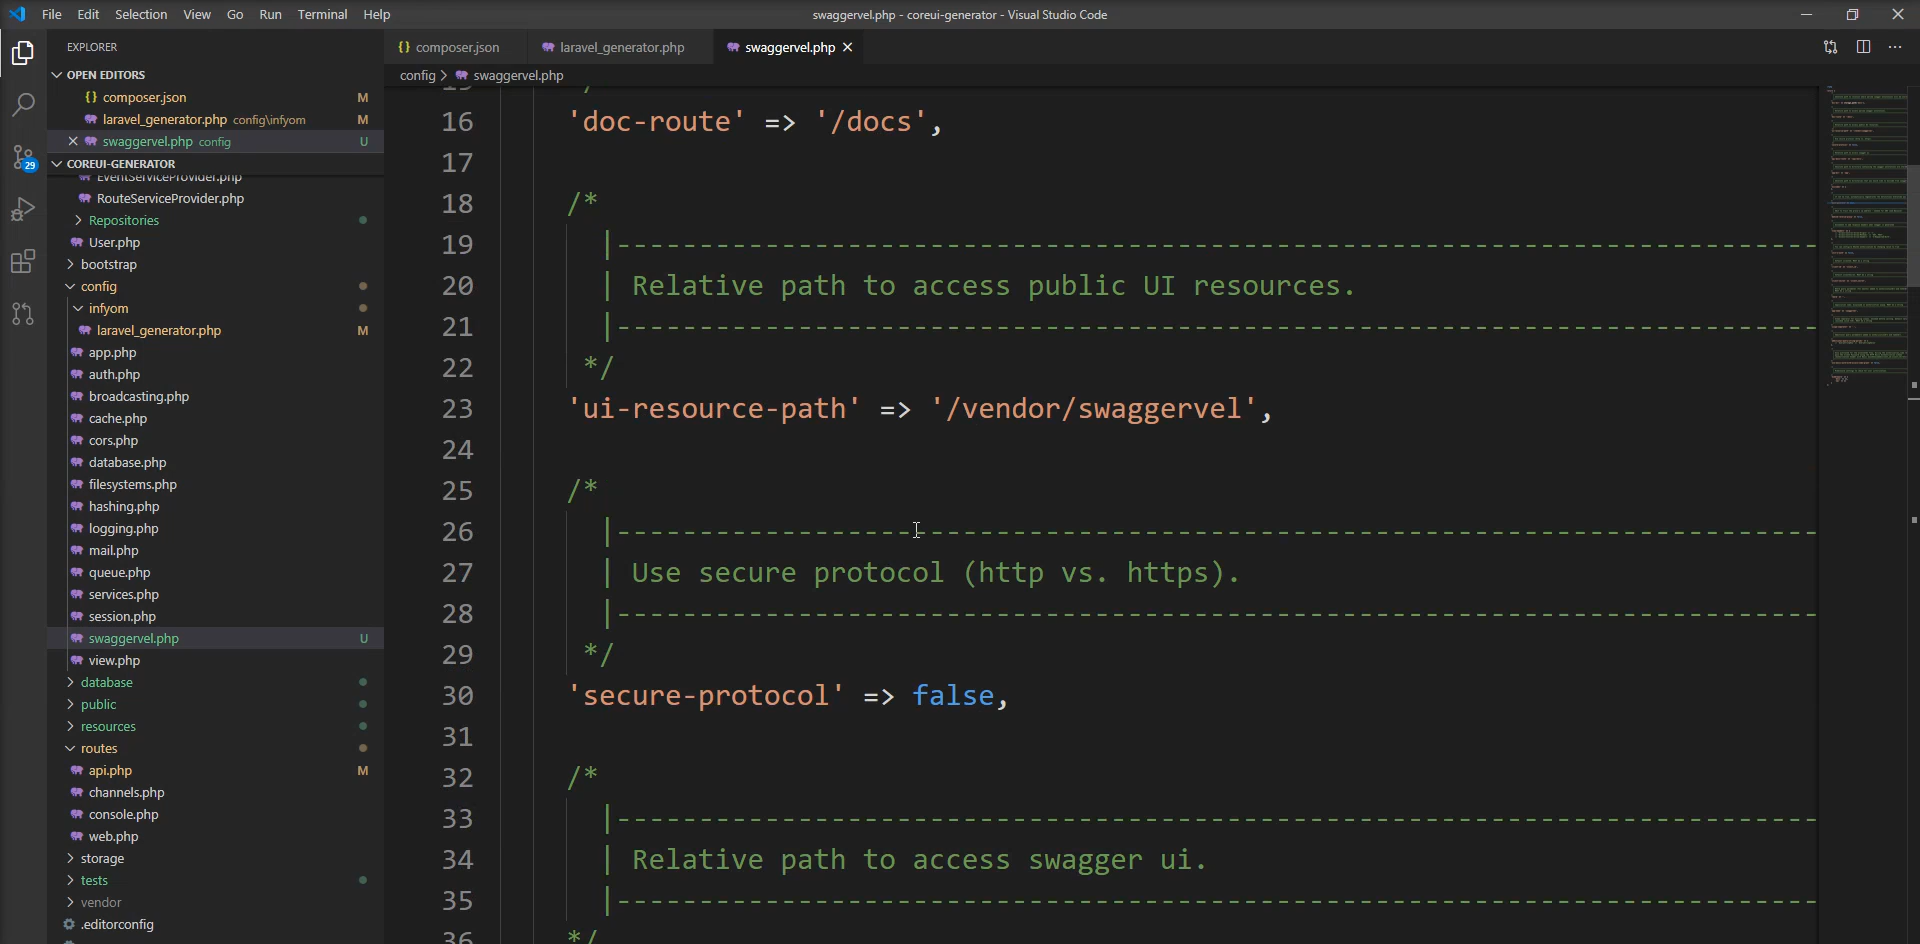 File Edit Selection View Go Run Terminal Help
swaggervel.php - coreui-generator - Visual Studio Code
EXPLORER
OPEN EDITORS
{} composer.json M
laravel_generator.php config\infyom M
swaggervel.php config U
29
COREUI-GENERATOR
EventServiceProvider.php
RouteServiceProvider.php
Repositories
User.php
bootstrap
config
infyom
laravel_generator.php M
app.php
auth.php
broadcasting.php
cache.php
cors.php
database.php
filesystems.php
hashing.php
logging.php
mail.php
queue.php
services.php
session.php
swaggervel.php U
view.php
database
public
resources
routes
api.php M
channels.php
console.php
web.php
storage
tests
vendor
.editorconfig
{} composer.json laravel_generator.php swaggervel.php
config > swaggervel.php
15 */
16 'doc-route' => '/docs',
17
18 /*
19 |--------------------------------------------------------------------------
20 | Relative path to access public UI resources.
21 |--------------------------------------------------------------------------
22 */
23 'ui-resource-path' => '/vendor/swaggervel',
24
25 /*
26 |--------------------------------------------------------------------------
27 | Use secure protocol (http vs. https).
28 |--------------------------------------------------------------------------
29 */
30 'secure-protocol' => false,
31
32 /*
33 |--------------------------------------------------------------------------
34 | Relative path to access swagger ui.
35 |--------------------------------------------------------------------------
36 */